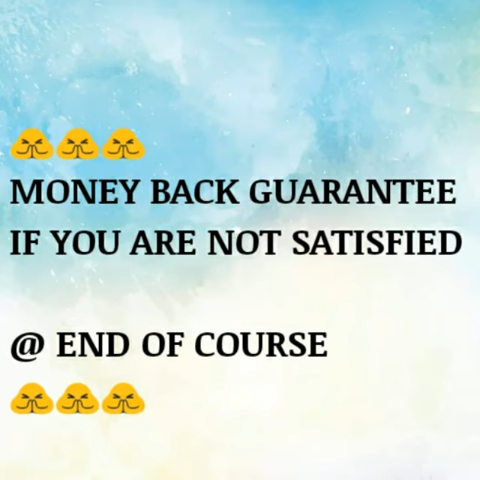 🙏🙏🙏
MONEY BACK GUARANTEE
IF YOU ARE NOT SATISFIED
@ END OF COURSE
🙏🙏🙏